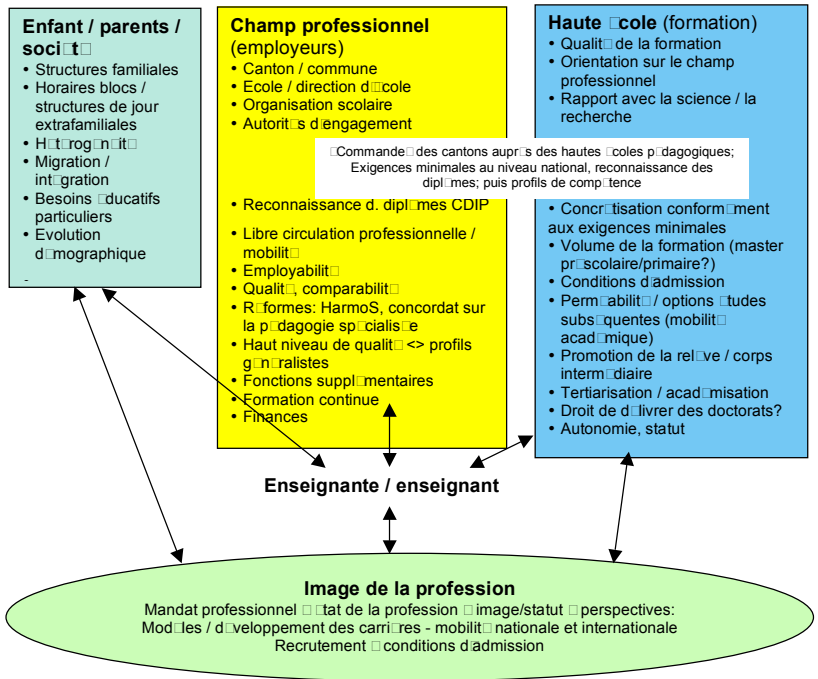 Enfant / parents /
soci□t□
• Structures familiales
• Horaires blocs /
structures de jour
extrafamiliales
• H□t□rog□n□it□
• Migration /
int□gration
• Besoins □ducatifs
particuliers
• Evolution
d□mographique
-
Champ professionnel
(employeurs)
• Canton / commune
• Ecole / direction d□cole
• Organisation scolaire
• Autorit□s d□engagement
Haute □cole (formation)
• Qualit□ de la formation
• Orientation sur le champ
professionnel
• Rapport avec la science / la
recherche
□Commande□ des cantons aupr□s des hautes □coles p□dagogiques;
Exigences minimales au niveau national, reconnaissance des
dipl□mes; puis profils de comp□tence
• Reconnaissance d. dipl□mes CDIP
• Libre circulation professionnelle /
mobilit□
• Employabilit□
• Qualit□, comparabilit□
• R□formes: HarmoS, concordat sur
la p□dagogie sp□cialis□e
• Haut niveau de qualit□ <> profils
g□n□ralistes
• Fonctions suppl□mentaires
• Formation continue
• Finances
• Concr□tisation conform□ment
aux exigences minimales
• Volume de la formation (master
pr□scolaire/primaire?)
• Conditions d□admission
• Perm□abilit□ / options □tudes
subs□quentes (mobilit□
acad□mique)
• Promotion de la rel□ve / corps
interm□diaire
• Tertiarisation / acad□misation
• Droit de d□livrer des doctorats?
• Autonomie, statut
Enseignante / enseignant
Image de la profession
Mandat professionnel □ □tat de la profession □ image/statut □ perspectives:
Mod□les / d□veloppement des carri□res - mobilit□ nationale et internationale
Recrutement □ conditions d□admission